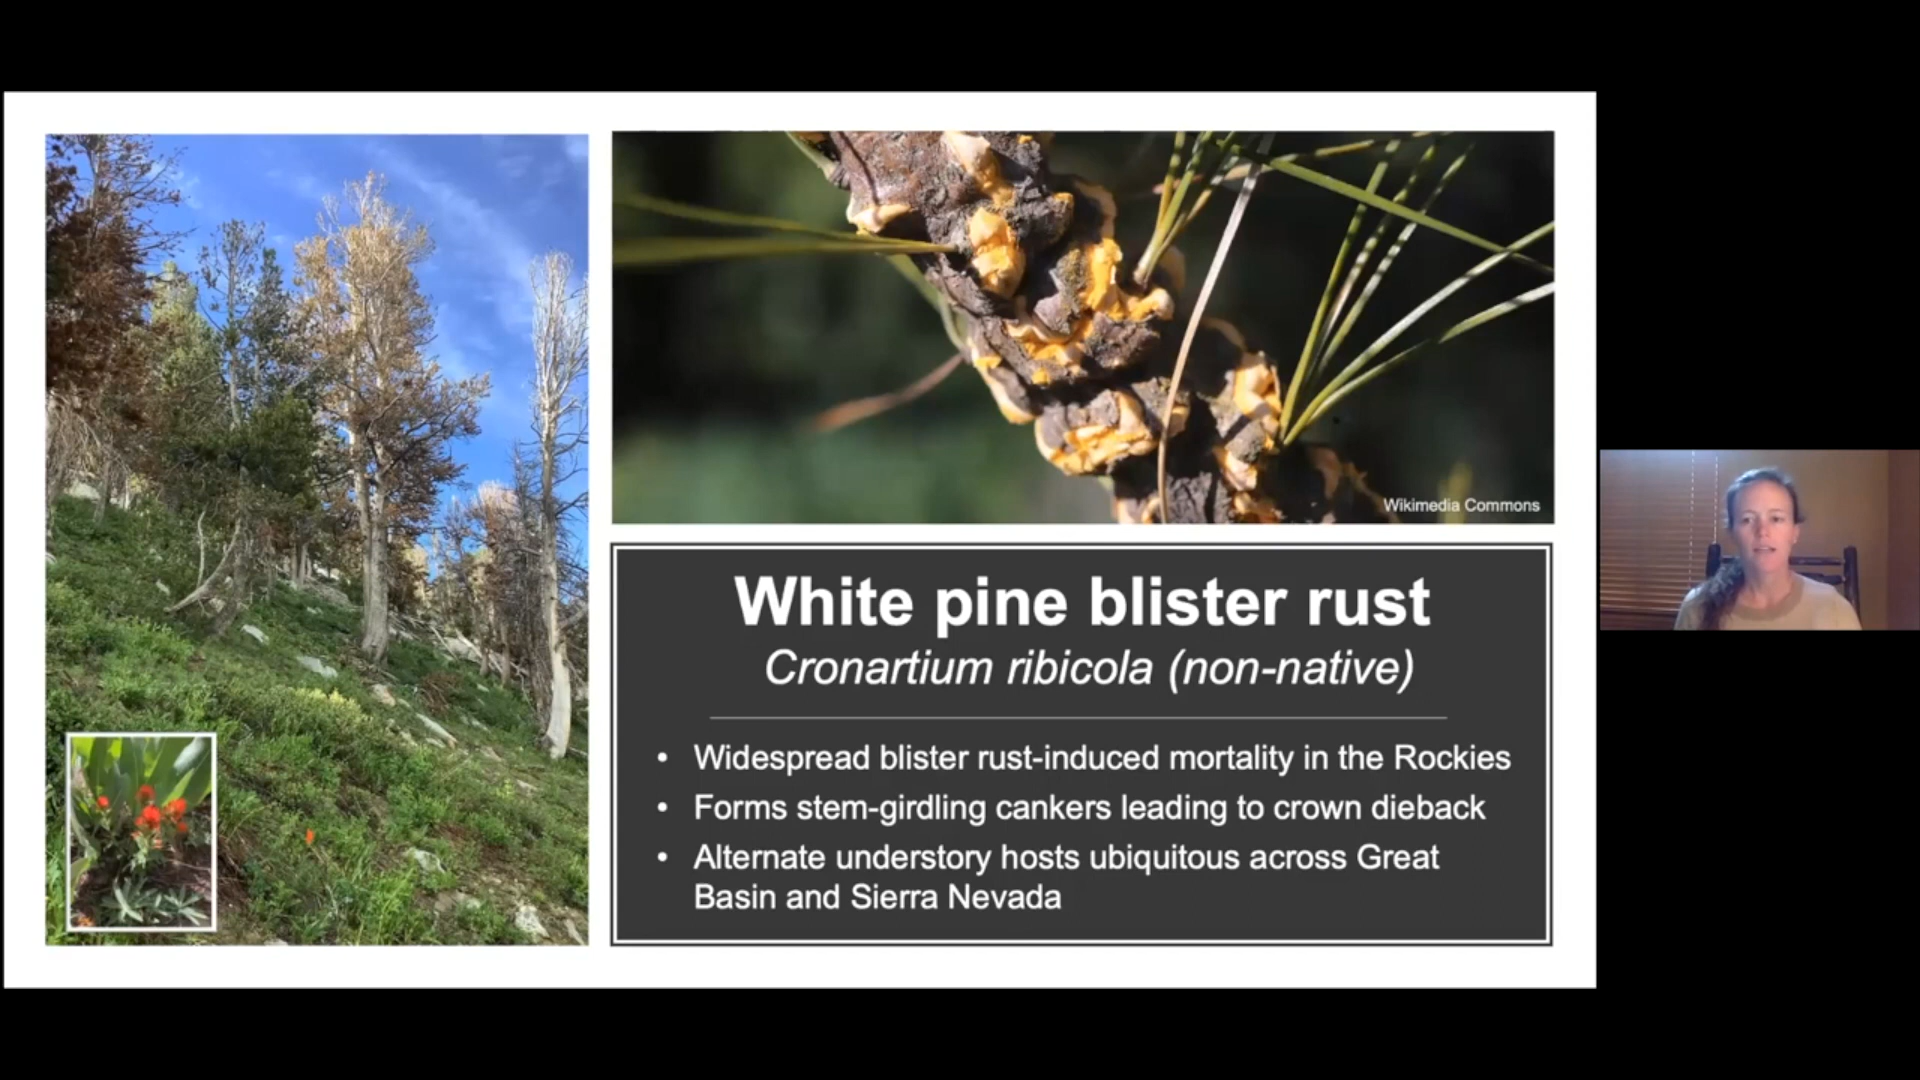 Wikimedia Commons
White pine blister rust
Cronartium ribicola (non-native)
• Widespread blister rust-induced mortality in the Rockies
• Forms stem-girdling cankers leading to crown dieback
• Alternate understory hosts ubiquitous across Great
Basin and Sierra Nevada